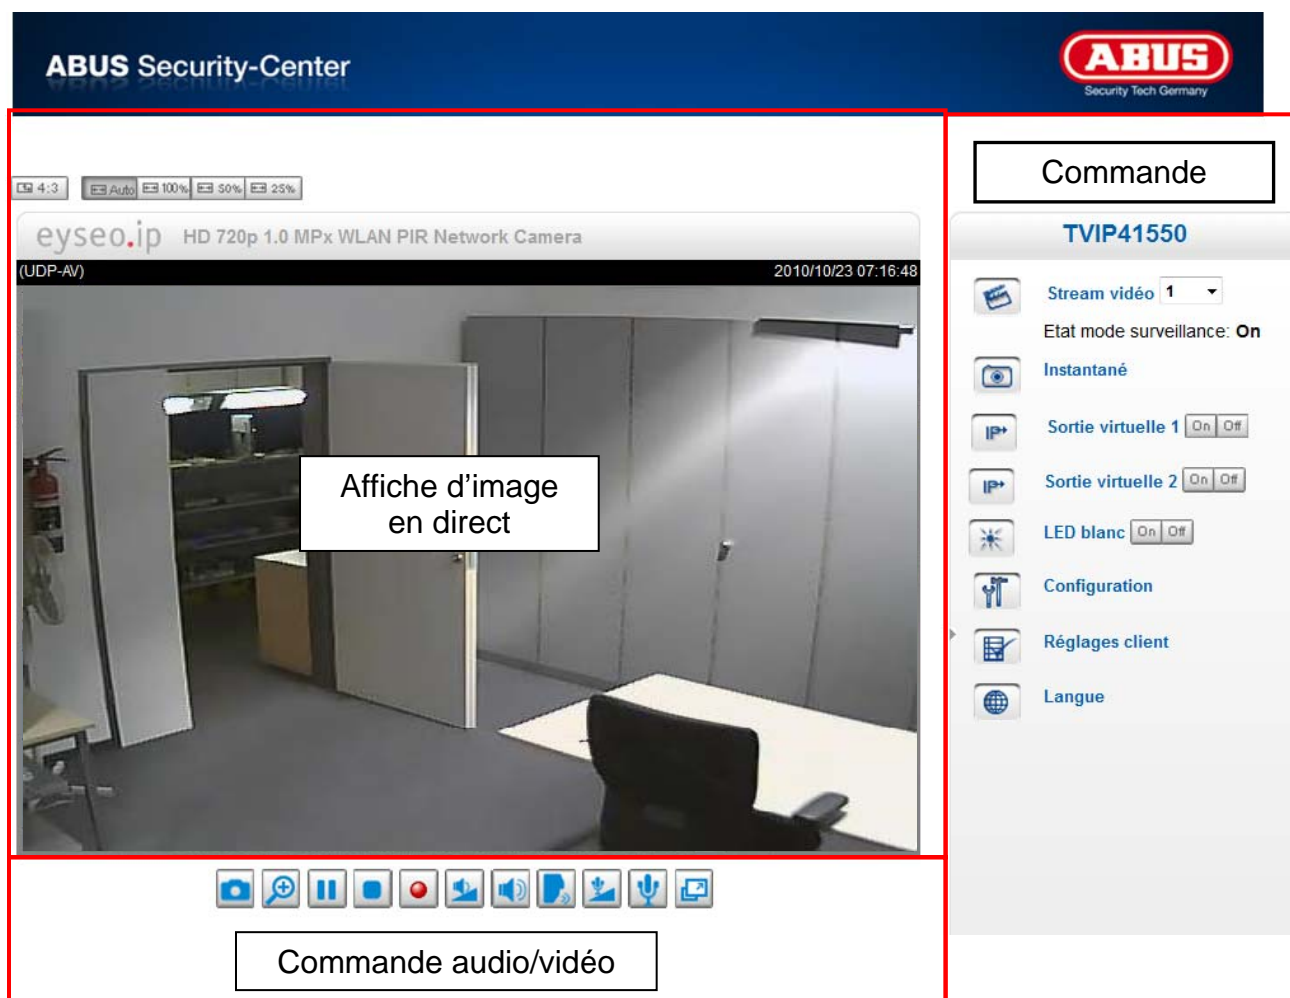 ABUS Security-Center
ABUS
Security Tech Germany
4:3 Auto 100% 50% 25%
Commande
eyseo.ip HD 720p 1.0 MPx WLAN PIR Network Camera
TVIP41550
(UDP-AV) 2010/10/23 07:16:48
Stream vidéo 1
Etat mode surveillance: On
Instantané
Sortie virtuelle 1 On Off
Sortie virtuelle 2 On Off
LED blanc On Off
Configuration
Réglages client
Langue
Affiche d’image
en direct
IP
IP
Commande audio/vidéo